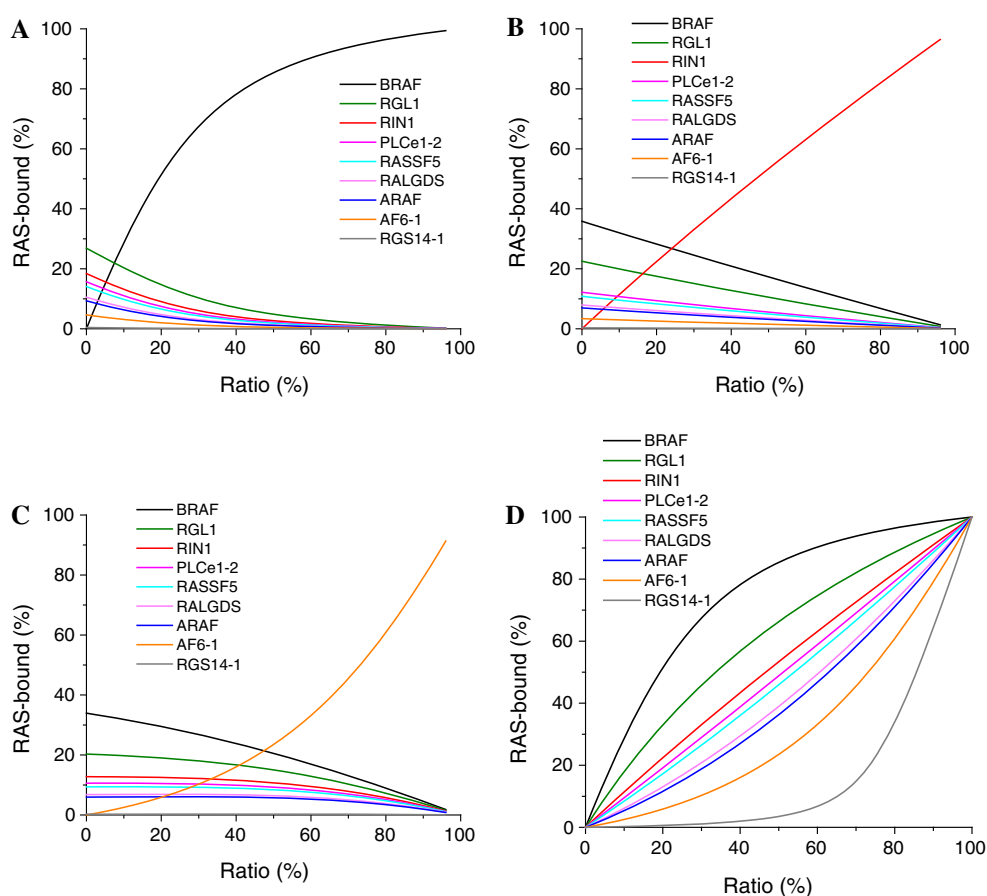 A
100
80
60
40
20
0
RAS-bound (%)
BRAF
RGL1
RIN1
PLCe1-2
RASSF5
RALGDS
ARAF
AF6-1
RGS14-1
0 20 40 60 80 100
Ratio (%)
B
100
80
60
40
20
0
RAS-bound (%)
BRAF
RGL1
RIN1
PLCe1-2
RASSF5
RALGDS
ARAF
AF6-1
RGS14-1
0 20 40 60 80 100
Ratio (%)
C
100
80
60
40
20
0
RAS-bound (%)
BRAF
RGL1
RIN1
PLCe1-2
RASSF5
RALGDS
ARAF
AF6-1
RGS14-1
0 20 40 60 80 100
Ratio (%)
D
100
80
60
40
20
0
RAS-bound (%)
BRAF
RGL1
RIN1
PLCe1-2
RASSF5
RALGDS
ARAF
AF6-1
RGS14-1
0 20 40 60 80 100
Ratio (%)